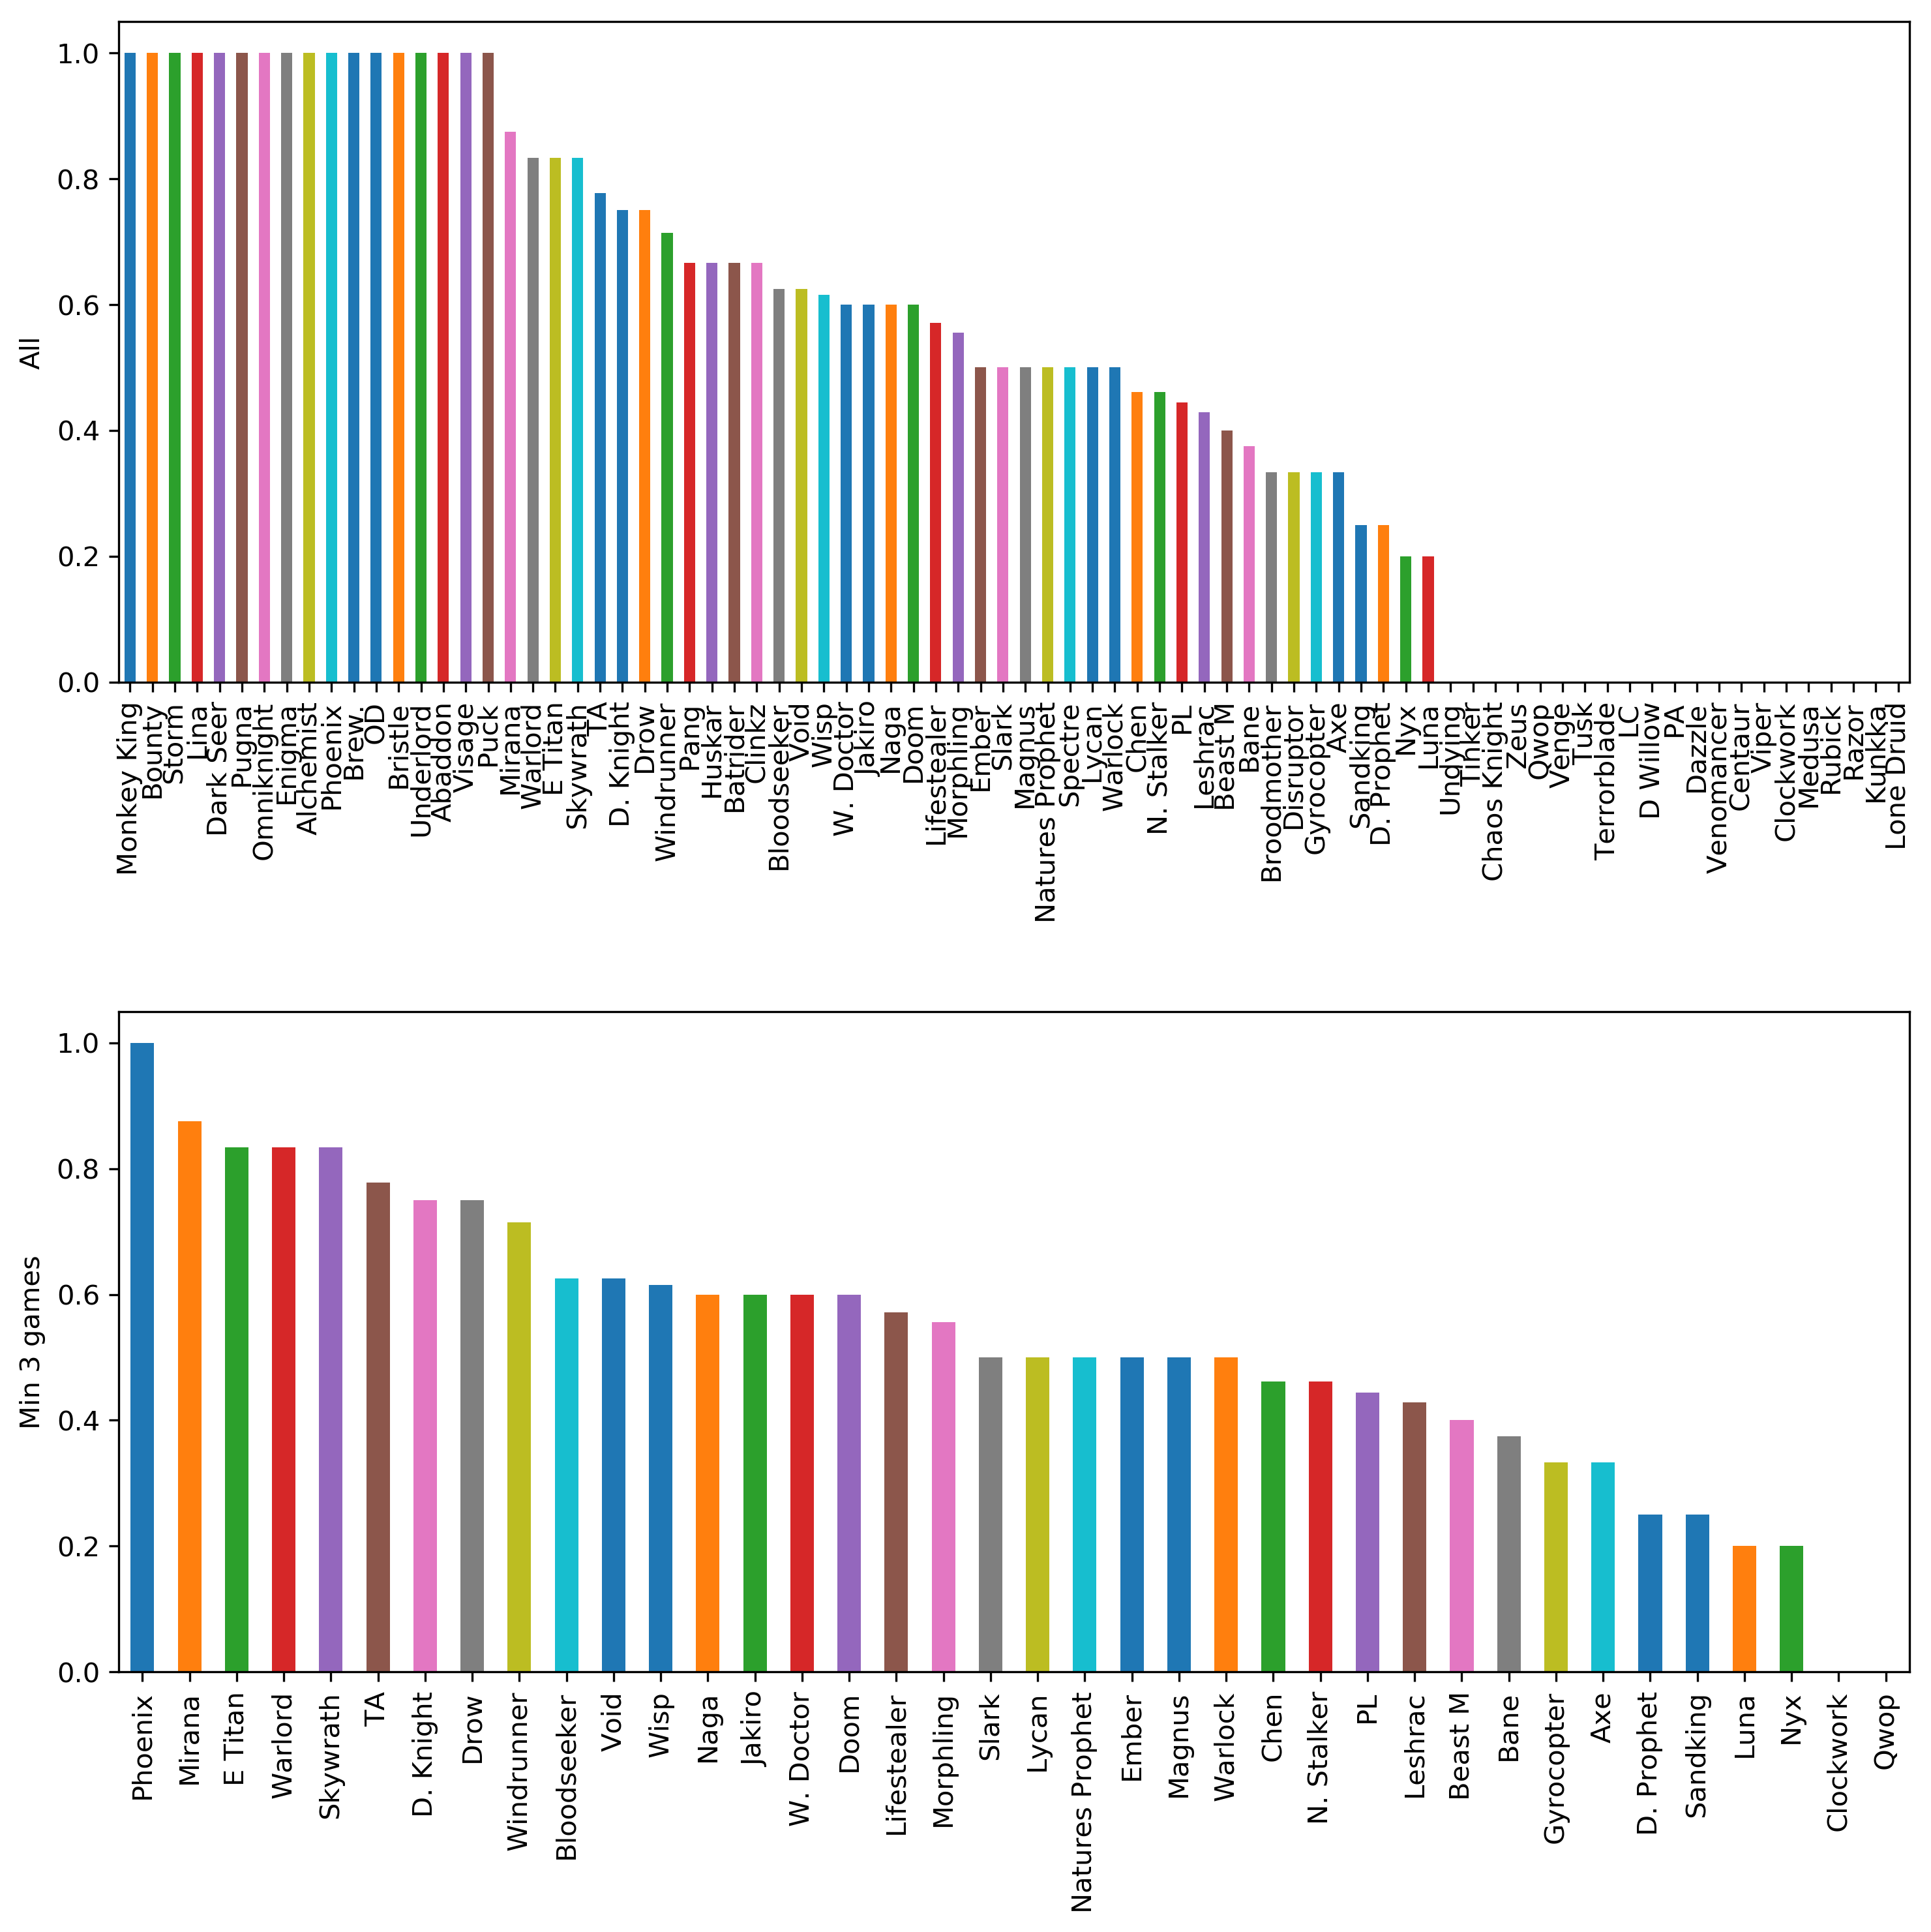 All
1.0
0.8
0.6
0.4
0.2
0.0
Monkey King
Bounty
Storm
Lina
Dark Seer
Pugna
Omniknight
Enigma
Alchemist
Phoenix
Brew.
OD
Bristle
Underlord
Abaddon
Visage
Puck
Mirana
Warlord
E Titan
Skywrath
TA
D. Knight
Drow
Windrunner
Pang
Huskar
Batrider
Clinkz
Bloodseeker
Void
Wisp
W. Doctor
Jakiro
Naga
Doom
Lifestealer
Morphling
Ember
Slark
Magnus
Natures Prophet
Spectre
Lycan
Warlock
Chen
N. Stalker
PL
Leshrac
Beast M
Bane
Broodmother
Disruptor
Gyrocopter
Axe
Sandking
D. Prophet
Nyx
Luna
Undying
Tinker
Chaos Knight
Zeus
Qwop
Venge
Tusk
Terrorblade
LC
D Willow
PA
Dazzle
Venomancer
Centaur
Viper
Clockwork
Medusa
Rubick
Razor
Kunkka
Lone Druid
Min 3 games
1.0
0.8
0.6
0.4
0.2
0.0
Phoenix
Mirana
E Titan
Warlord
Skywrath
TA
D. Knight
Drow
Windrunner
Bloodseeker
Void
Wisp
Naga
Jakiro
W. Doctor
Doom
Lifestealer
Morphling
Slark
Lycan
Natures Prophet
Ember
Magnus
Warlock
Chen
N. Stalker
PL
Leshrac
Beast M
Bane
Gyrocopter
Axe
D. Prophet
Sandking
Luna
Nyx
Clockwork
Qwop